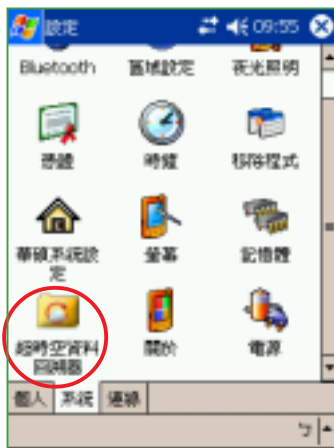 設定 09:55
Bluetooth 區域設定 夜光照明
憑證 時鐘 移除程式
華碩系統設定 螢幕 記憶體
超時空資料回溯器 關於 電源
個人 系統 連線
ㄅ